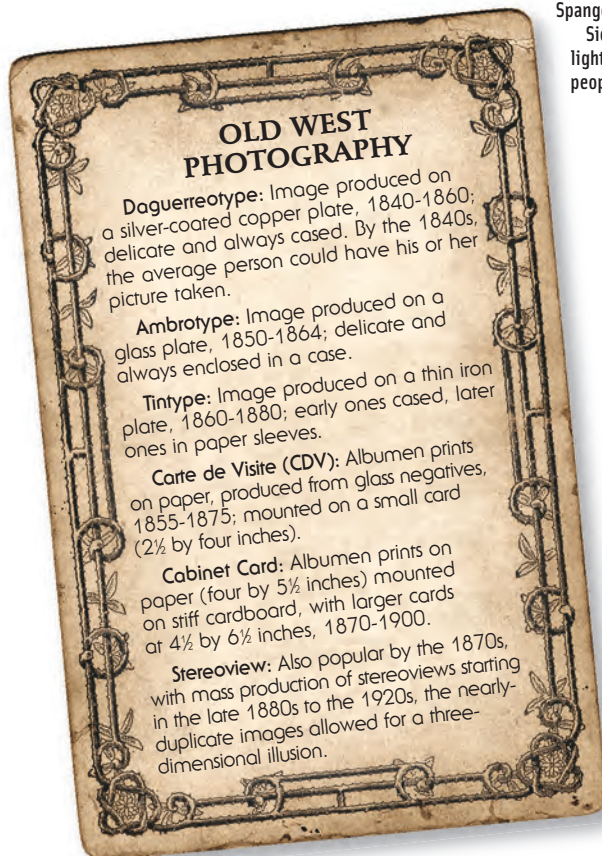 Spang
Si
light
peop
OLD WEST
PHOTOGRAPHY
Daguerreotype: Image produced on
a silver-coated copper plate, 1840-1860;
delicate and always cased. By the 1840s,
the average person could have his or her
picture taken.
Ambrotype: Image produced on a
glass plate, 1850-1864; delicate and
always enclosed in a case.
Tintype: Image produced on a thin iron
plate, 1860-1880; early ones cased, later
ones in paper sleeves.
Carte de Visite (CDV): Albumen prints
on paper, produced from glass negatives,
1855-1875; mounted on a small card
(2½ by four inches).
Cabinet Card: Albumen prints on
paper (four by 5½ inches) mounted
on stiff cardboard, with larger cards
at 4½ by 6½ inches, 1870-1900.
Stereoview: Also popular by the 1870s,
with mass production of stereoviews starting
in the late 1880s to the 1920s, the nearly-
duplicate images allowed for a three-
dimensional illusion.